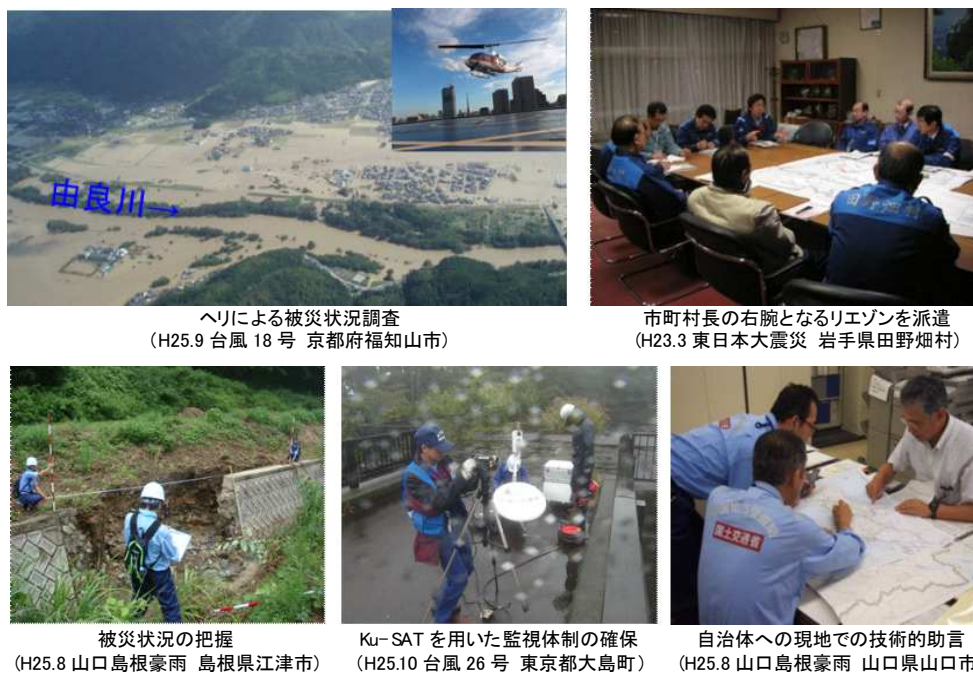 由良川→
ヘリによる被災状況調査
(H25.9 台風 18 号 京都府福知山市)
田野畑村
市町村長の右腕となるリエゾンを派遣
(H23.3 東日本大震災 岩手県田野畑村)
被災状況の把握
(H25.8 山口島根豪雨 島根県江津市)
Ku-SAT を用いた監視体制の確保
(H25.10 台風 26 号 東京都大島町)
国土交通省
自治体への現地での技術的助言
(H25.8 山口島根豪雨 山口県山口市